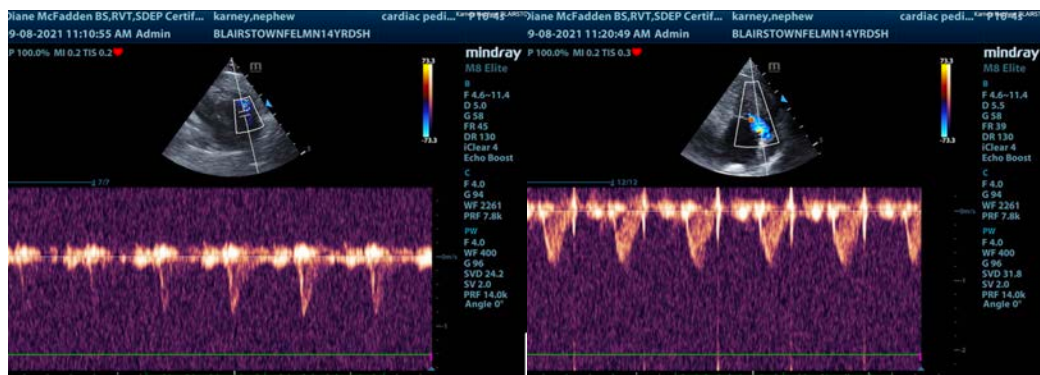 Diane McFadden BS,RVT,SDEP Certif... karney,nephew cardiac pedi...
9-08-2021 11:10:55 AM Admin BLAIRSTOWNFELMN14YRDSH
P 100.0% MI 0.2 TIS 0.2
mindray
M8 Elite
73.3
-73.3
B
F 4.6~11.4
D 5.0
G 58
FR 45
DR 130
iClear 4
Echo Boost
C
F 4.0
G 94
WF 2261
PRF 7.8k
PW
F 4.0
WF 400
G 96
SVD 24.2
SV 2.0
PRF 14.0k
Angle 0°
7/7
0m/s
-1
Diane McFadden BS,RVT,SDEP Certif... karney,nephew cardiac pedi...
9-08-2021 11:20:49 AM Admin BLAIRSTOWNFELMN14YRDSH
P 100.0% MI 0.2 TIS 0.3
mindray
M8 Elite
73.3
-73.3
B
F 4.6~11.4
D 5.5
G 58
FR 39
DR 130
iClear 4
Echo Boost
C
F 4.0
G 94
WF 2261
PRF 7.8k
PW
F 4.0
WF 400
G 96
SVD 31.8
SV 2.0
PRF 14.0k
Angle 0°
12/12
0m/s
-1
-2